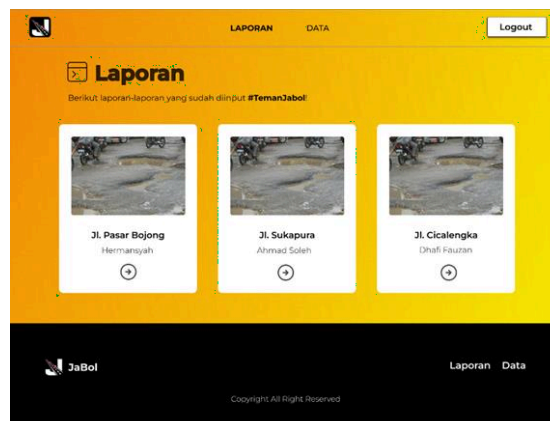 LAPORAN DATA Logout
Laporan
Berikut laporan-laporan yang sudah diinput #TemanJabol!
Jl. Pasar Bojong
Hermansyah
Jl. Sukapura
Ahmad Soleh
Jl. Cicalengka
Dhafi Fauzan
JaBol
Laporan Data
Copyright All Right Reserved